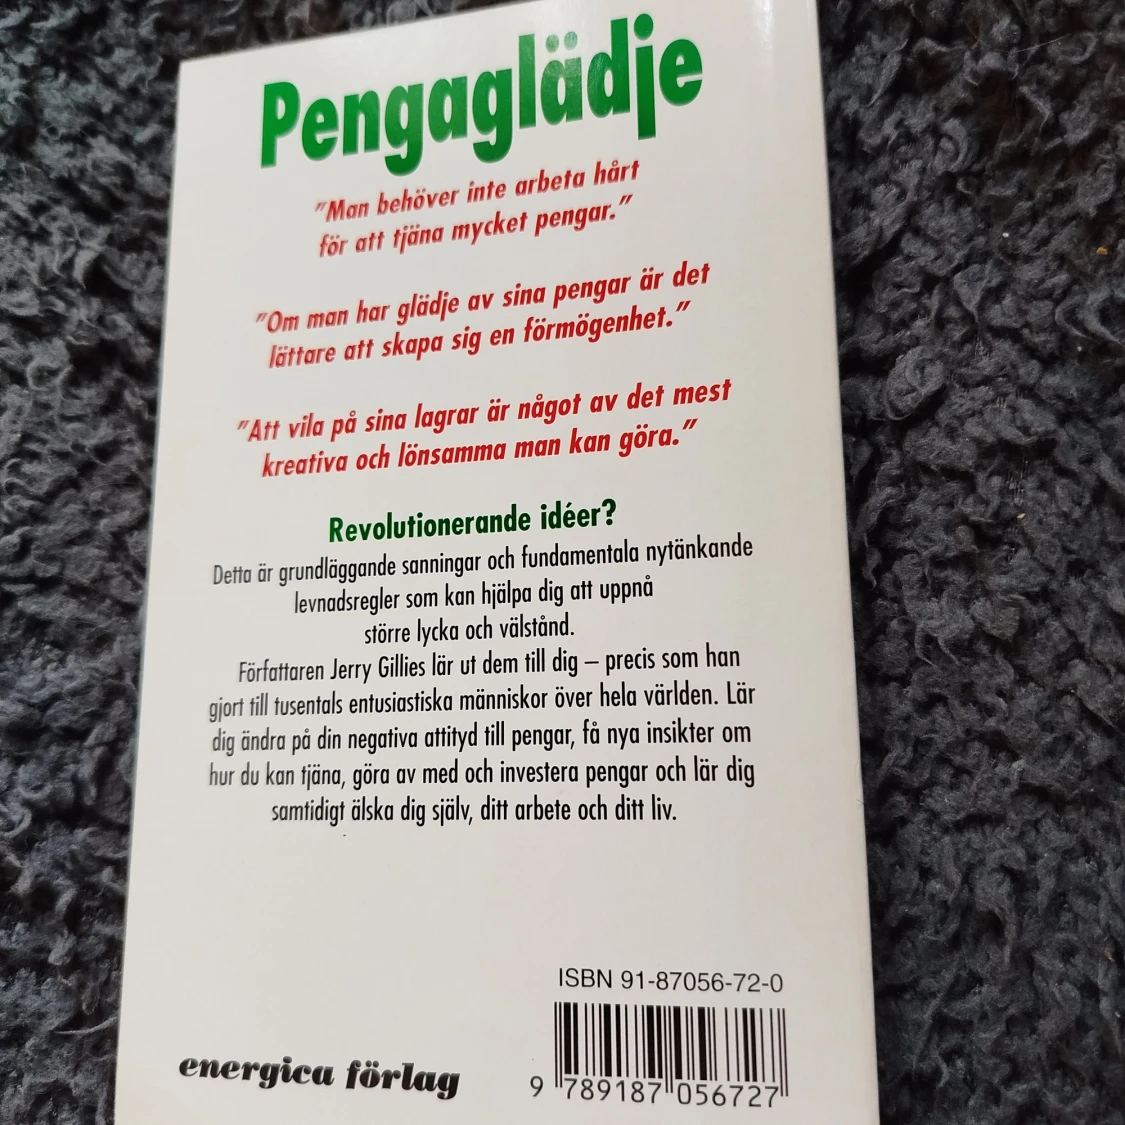 Pengaglädje
"Man behöver inte arbeta hårt
för att tjäna mycket pengar."
"Om man har glädje av sina pengar är det
lättare att skapa sig en förmögenhet."
"Att vila på sina lagrar är något av det mest
kreativa och lönsamma man kan göra."
Revolutionerande idéer?
Detta är grundläggande sanningar och fundamentala nytänkande
levnadsregler som kan hjälpa dig att uppnå
större lycka och välstånd.
Författaren Jerry Gillies lär ut dem till dig – precis som han
gjort till tusentals entusiastiska människor över hela världen. Lär
dig ändra på din negativa attityd till pengar, få nya insikter om
hur du kan tjäna, göra av med och investera pengar och lär dig
samtidigt älska dig själv, ditt arbete och ditt liv.
ISBN 91-87056-72-0
energica förlag
9 789187 056727